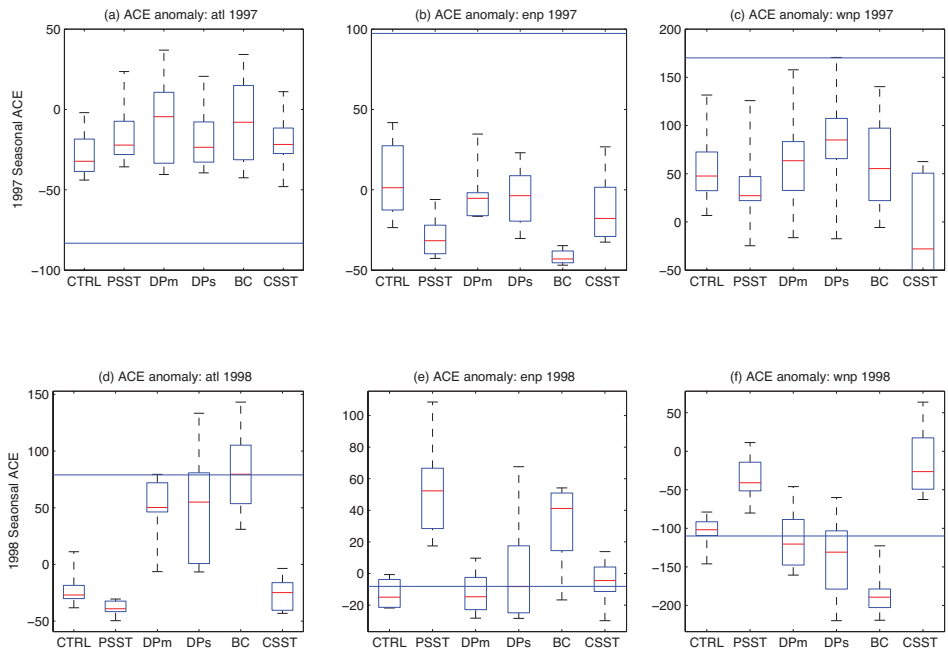 (a) ACE anomaly: atl 1997
(b) ACE anomaly: enp 1997
(c) ACE anomaly: wnp 1997
1997 Seasonal ACE
50
0
−50
−100
CTRL PSST DPm DPs BC CSST
100
50
0
−50
CTRL PSST DPm DPs BC CSST
200
150
100
50
0
−50
CTRL PSST DPm DPs BC CSST
(d) ACE anomaly: atl 1998
(e) ACE anomaly: enp 1998
(f) ACE anomaly: wnp 1998
1998 Seaonsal ACE
150
100
50
0
−50
CTRL PSST DPm DPs BC CSST
100
80
60
40
20
0
−20
CTRL PSST DPm DPs BC CSST
50
0
−50
−100
−150
−200
CTRL PSST DPm DPs BC CSST